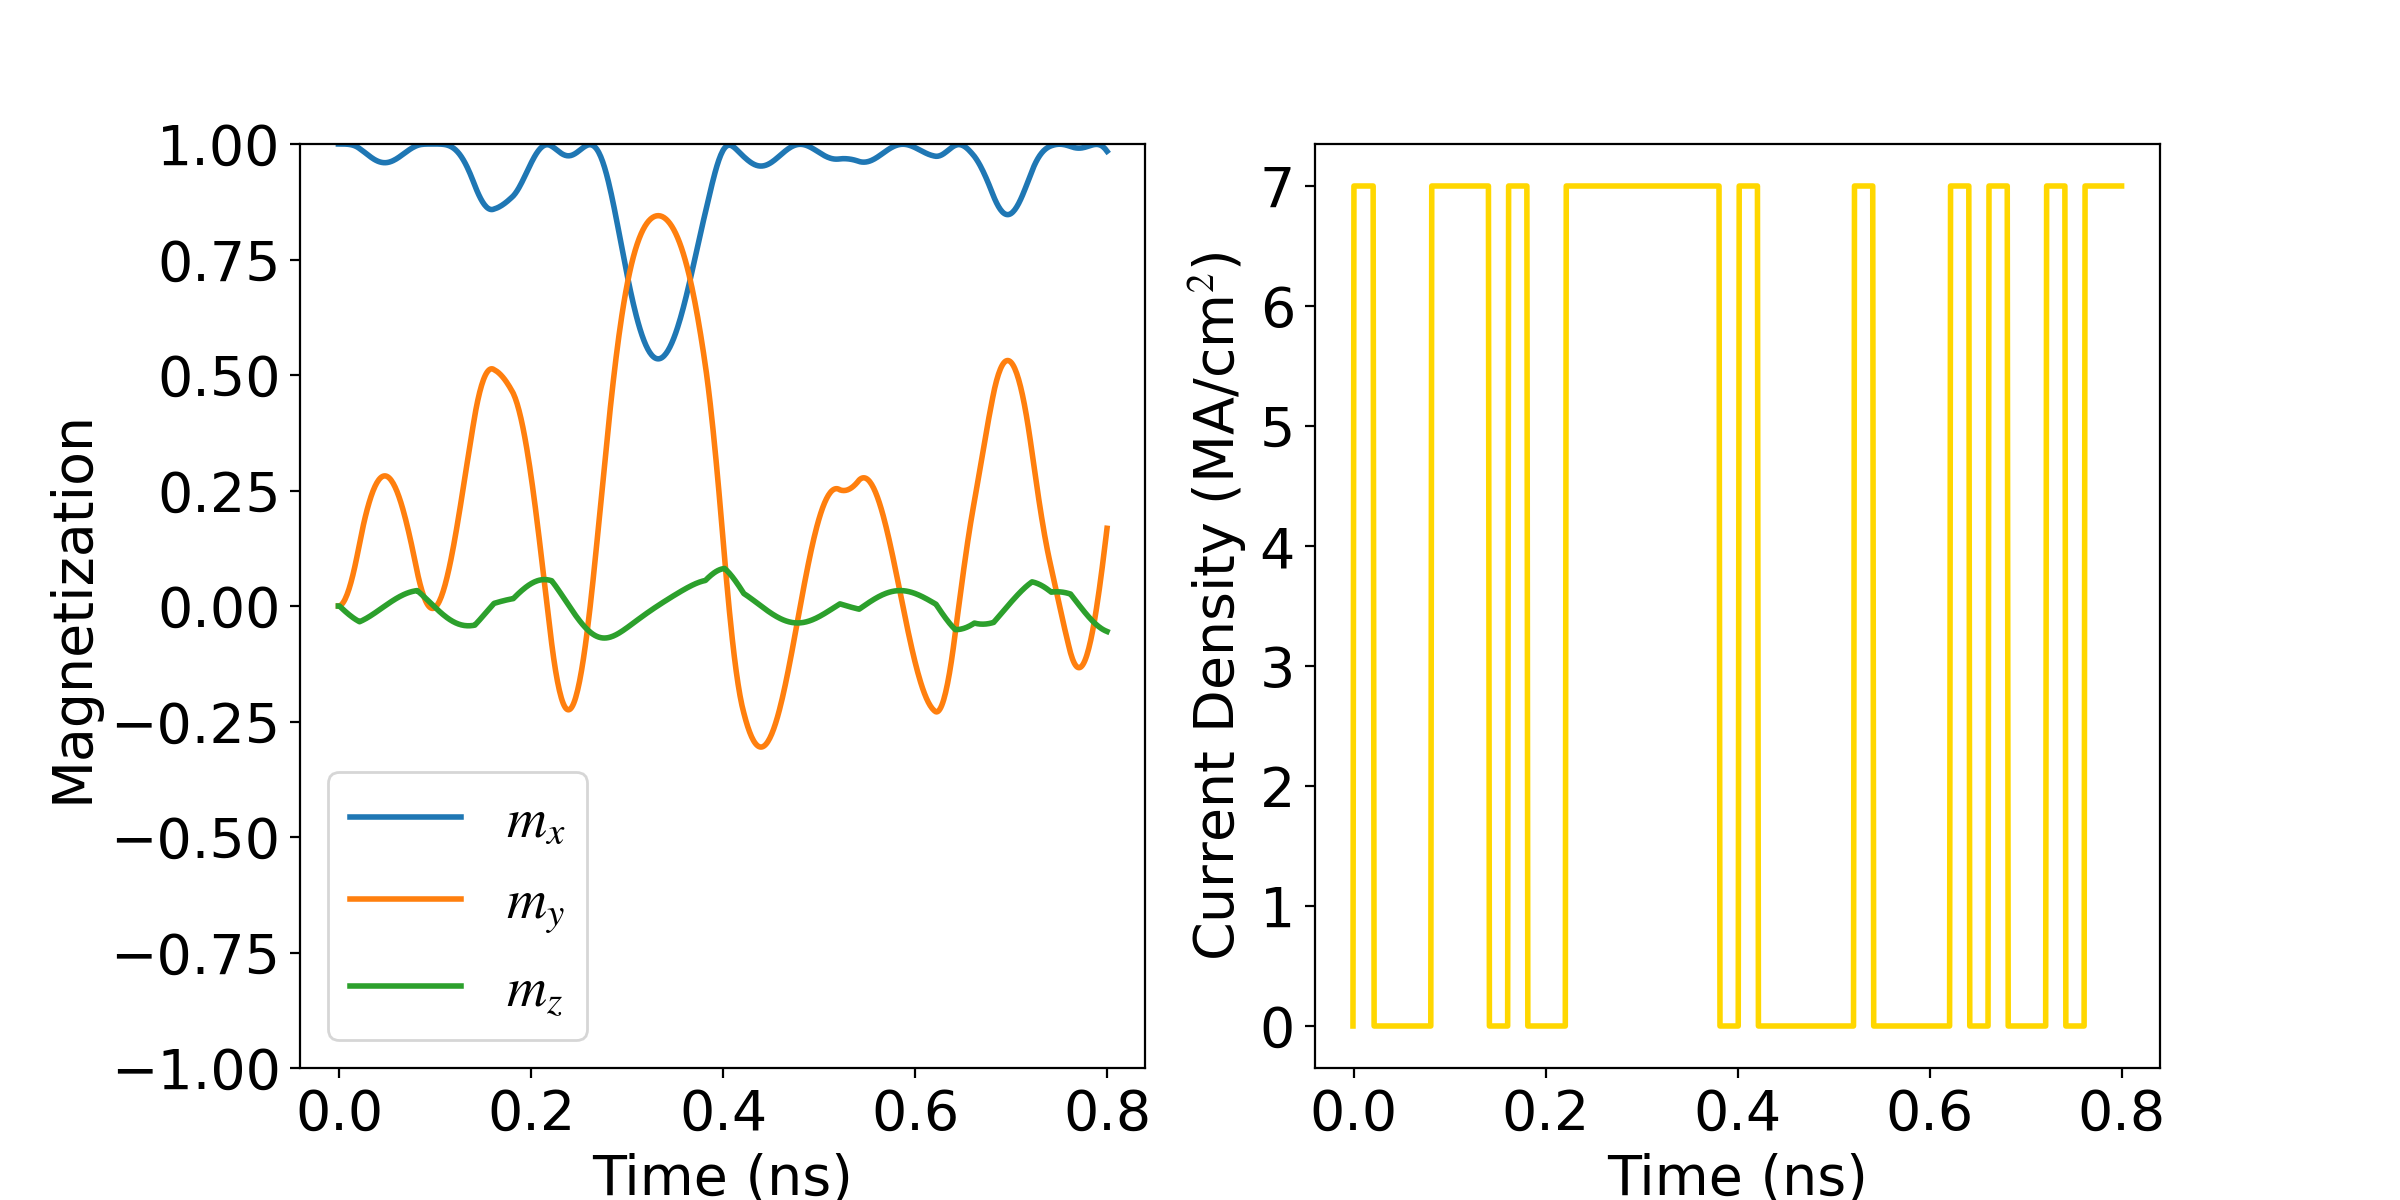 Magnetization
1.00
0.75
0.50
0.25
0.00
−0.25
−0.50
−0.75
−1.00
m_x
m_y
m_z
0.0 0.2 0.4 0.6 0.8
Time (ns)
Current Density (MA/cm²)
7
6
5
4
3
2
1
0
0.0 0.2 0.4 0.6 0.8
Time (ns)